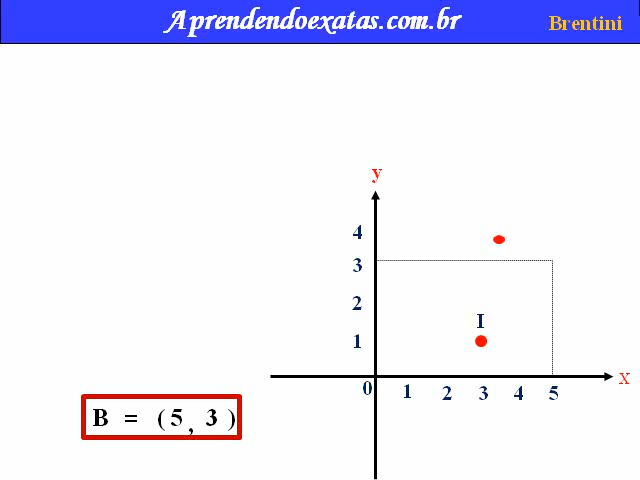 Aprendendoexatas.com.br
Brentini
y
4
3
2
1
I
0 1 2 3 4 5
x
B = (5, 3)